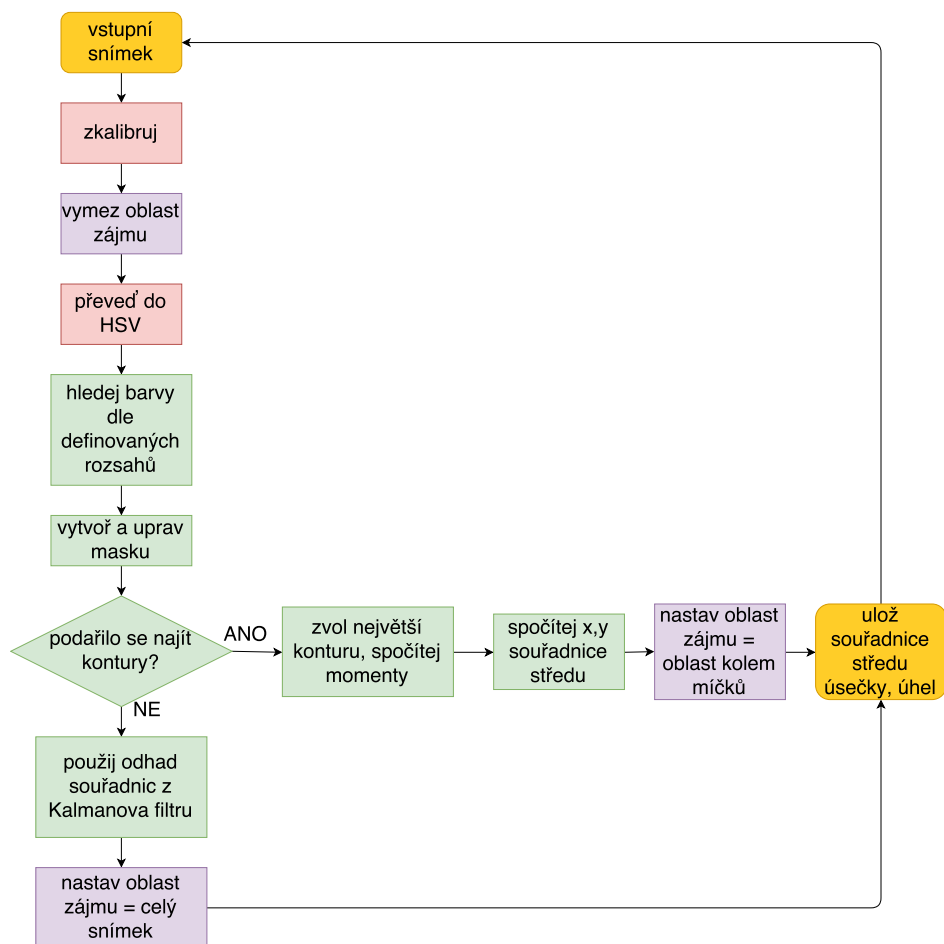 vstupní
snímek
zkalibruj
vymez oblast
zájmu
převeď do
HSV
hledej barvy
dle
definovaných
rozsahů
vytvoř a uprav
masku
podařilo se najít
kontury?
ANO
zvol největší
konturu, spočítej
momenty
spočítej x,y
souřadnice
středu
nastav oblast
zájmu =
oblast kolem
míčků
ulož
souřadnice
středu
úsečky, úhel
NE
použij odhad
souřadnic z
Kalmanova filtru
nastav oblast
zájmu = celý
snímek